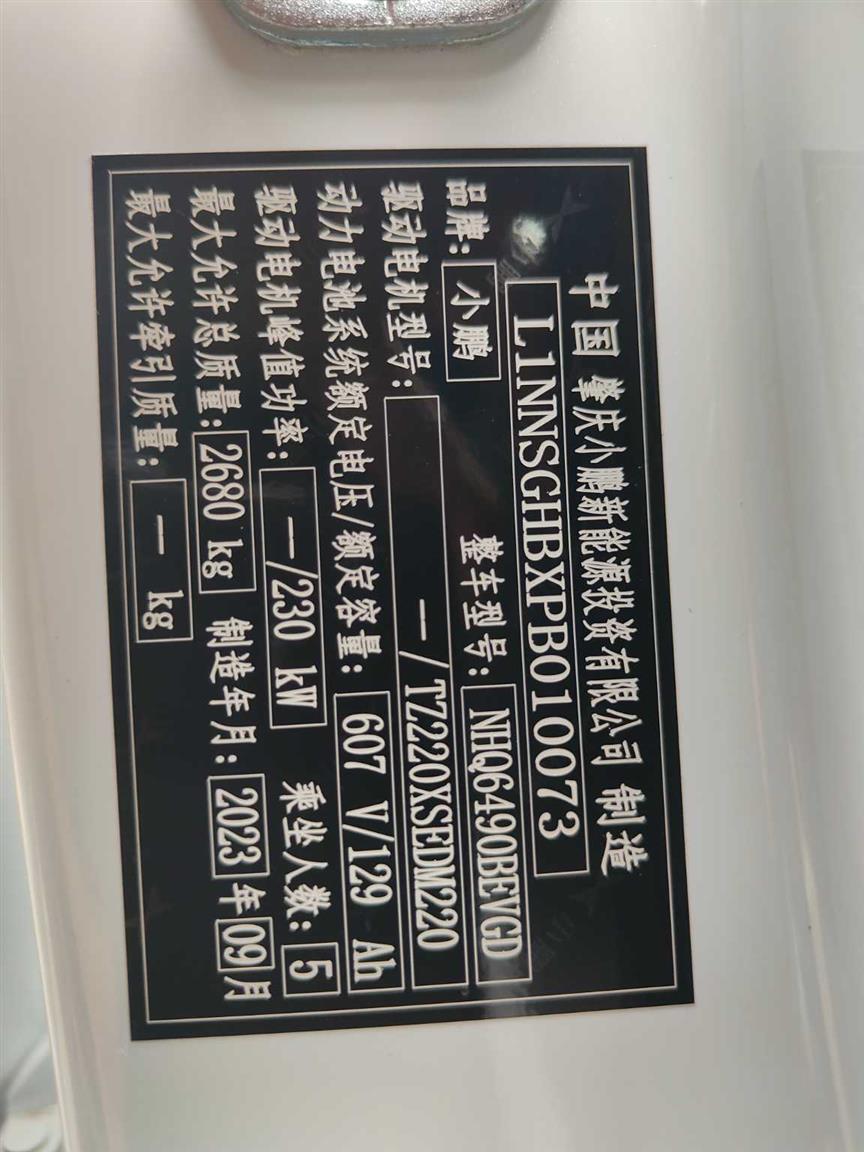 中国 肇庆小鹏新能源投资有限公司 制造
L1NNSGHBXPB010073
品牌: 小鹏 整车型号: NHQ6490BEVGD
驱动电机型号: —/TZ220XSEDM220
动力电池系统额定电压/额定容量: 607 V/129 Ah
驱动电机峰值功率: —/230 kW 乘坐人数: 5
最大允许总质量: 2680 kg 制造年月: 2023 年 09 月
最大允许牵引质量: — kg